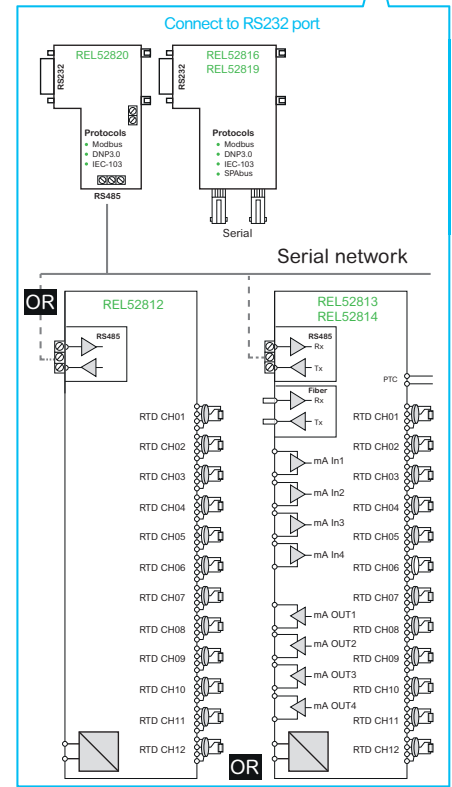 Connect to RS232 port
REL52820
RS232
Protocols
• Modbus
• DNP3.0
• IEC-103
RS485
REL52816
REL52819
RS232
Protocols
• Modbus
• DNP3.0
• IEC-103
• SPAbus
Serial
Serial network
OR
REL52812
RS485
RTD CH01
RTD CH02
RTD CH03
RTD CH04
RTD CH05
RTD CH06
RTD CH07
RTD CH08
RTD CH09
RTD CH10
RTD CH11
RTD CH12
OR
REL52813
REL52814
RS485
Rx
Tx
Fiber
Rx
Tx
mA In1
mA In2
mA In3
mA In4
mA OUT1
mA OUT2
mA OUT3
mA OUT4
PTC
RTD CH01
RTD CH02
RTD CH03
RTD CH04
RTD CH05
RTD CH06
RTD CH07
RTD CH08
RTD CH09
RTD CH10
RTD CH11
RTD CH12